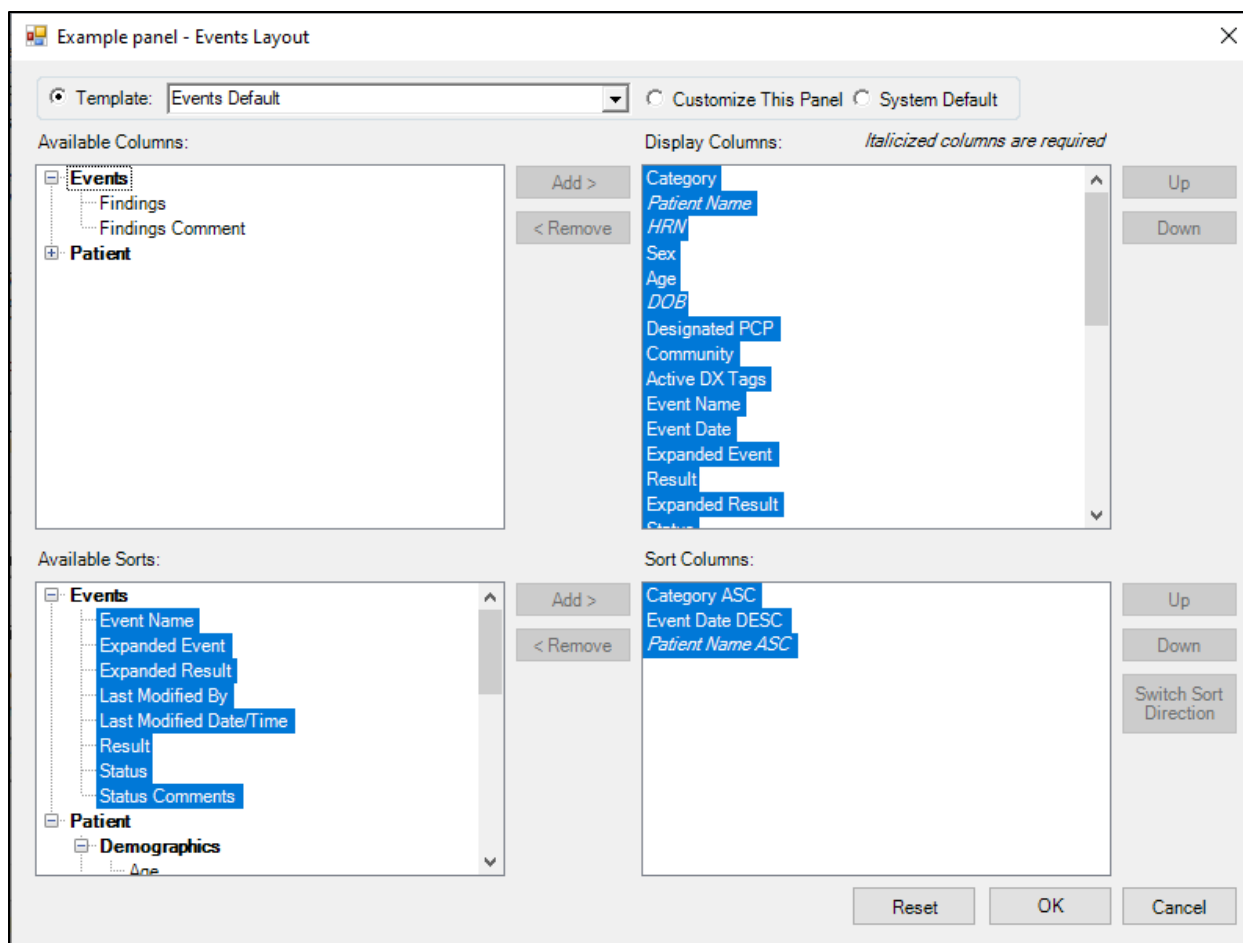 Example panel - Events Layout
Template: Events Default Customize This Panel System Default
Available Columns:
Events
Findings
Findings Comment
Patient
Add >
< Remove
Display Columns: Italicized columns are required
Category
Patient Name
HRN
Sex
Age
DOB
Designated PCP
Community
Active DX Tags
Event Name
Event Date
Expanded Event
Result
Expanded Result
Status
Up
Down
Available Sorts:
Events
Event Name
Expanded Event
Expanded Result
Last Modified By
Last Modified Date/Time
Result
Status
Status Comments
Patient
Demographics
Age
Add >
< Remove
Sort Columns:
Category ASC
Event Date DESC
Patient Name ASC
Up
Down
Switch Sort
Direction
Reset OK Cancel